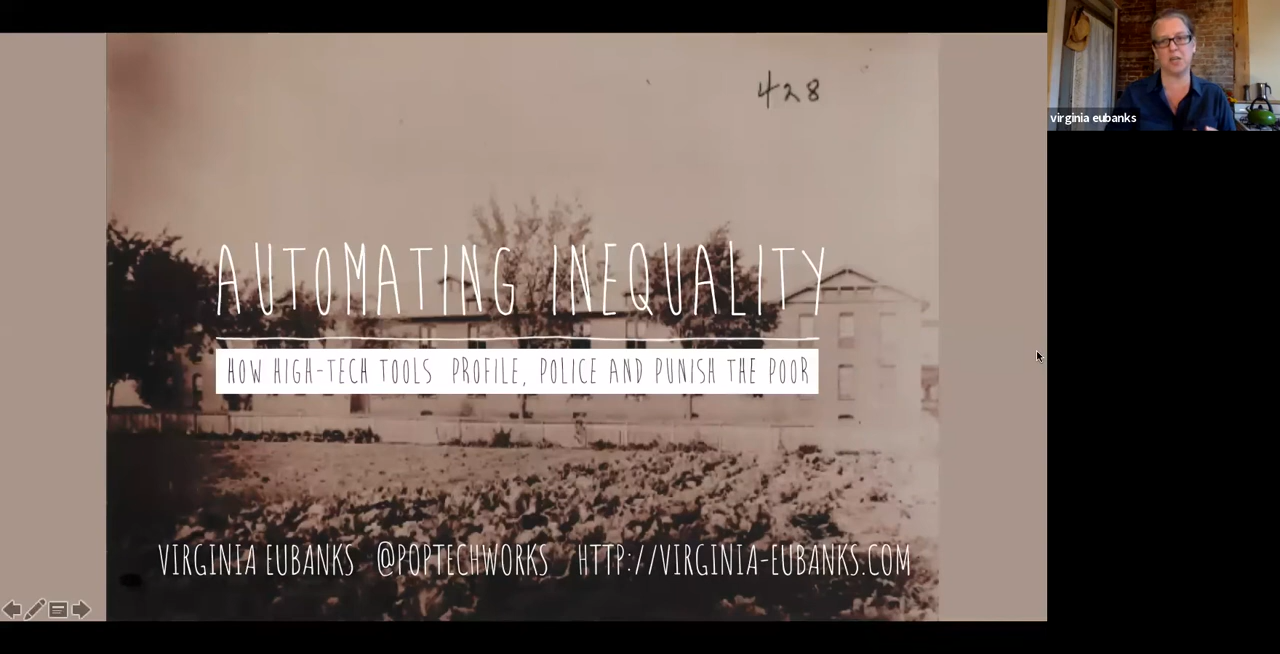 428
AUTOMATING INEQUALITY
HOW HIGH-TECH TOOLS PROFILE, POLICE AND PUNISH THE POOR
VIRGINIA EUBANKS @POPTECHWORKS HTTP://VIRGINIA-EUBANKS.COM
virginia eubanks